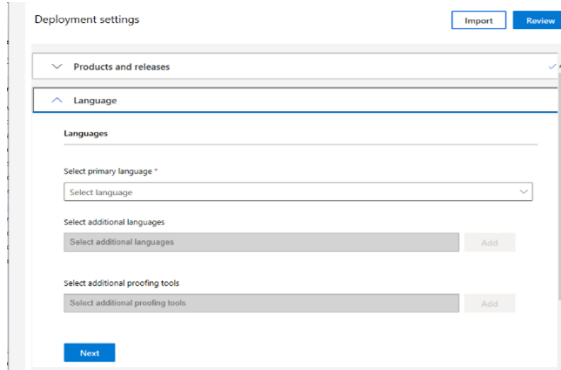 Deployment settings
Import
Review
Products and releases
Language
Languages
Select primary language *
Select language
Select additional languages
Select additional languages
Add
Select additional proofing tools
Select additional proofing tools
Add
Next